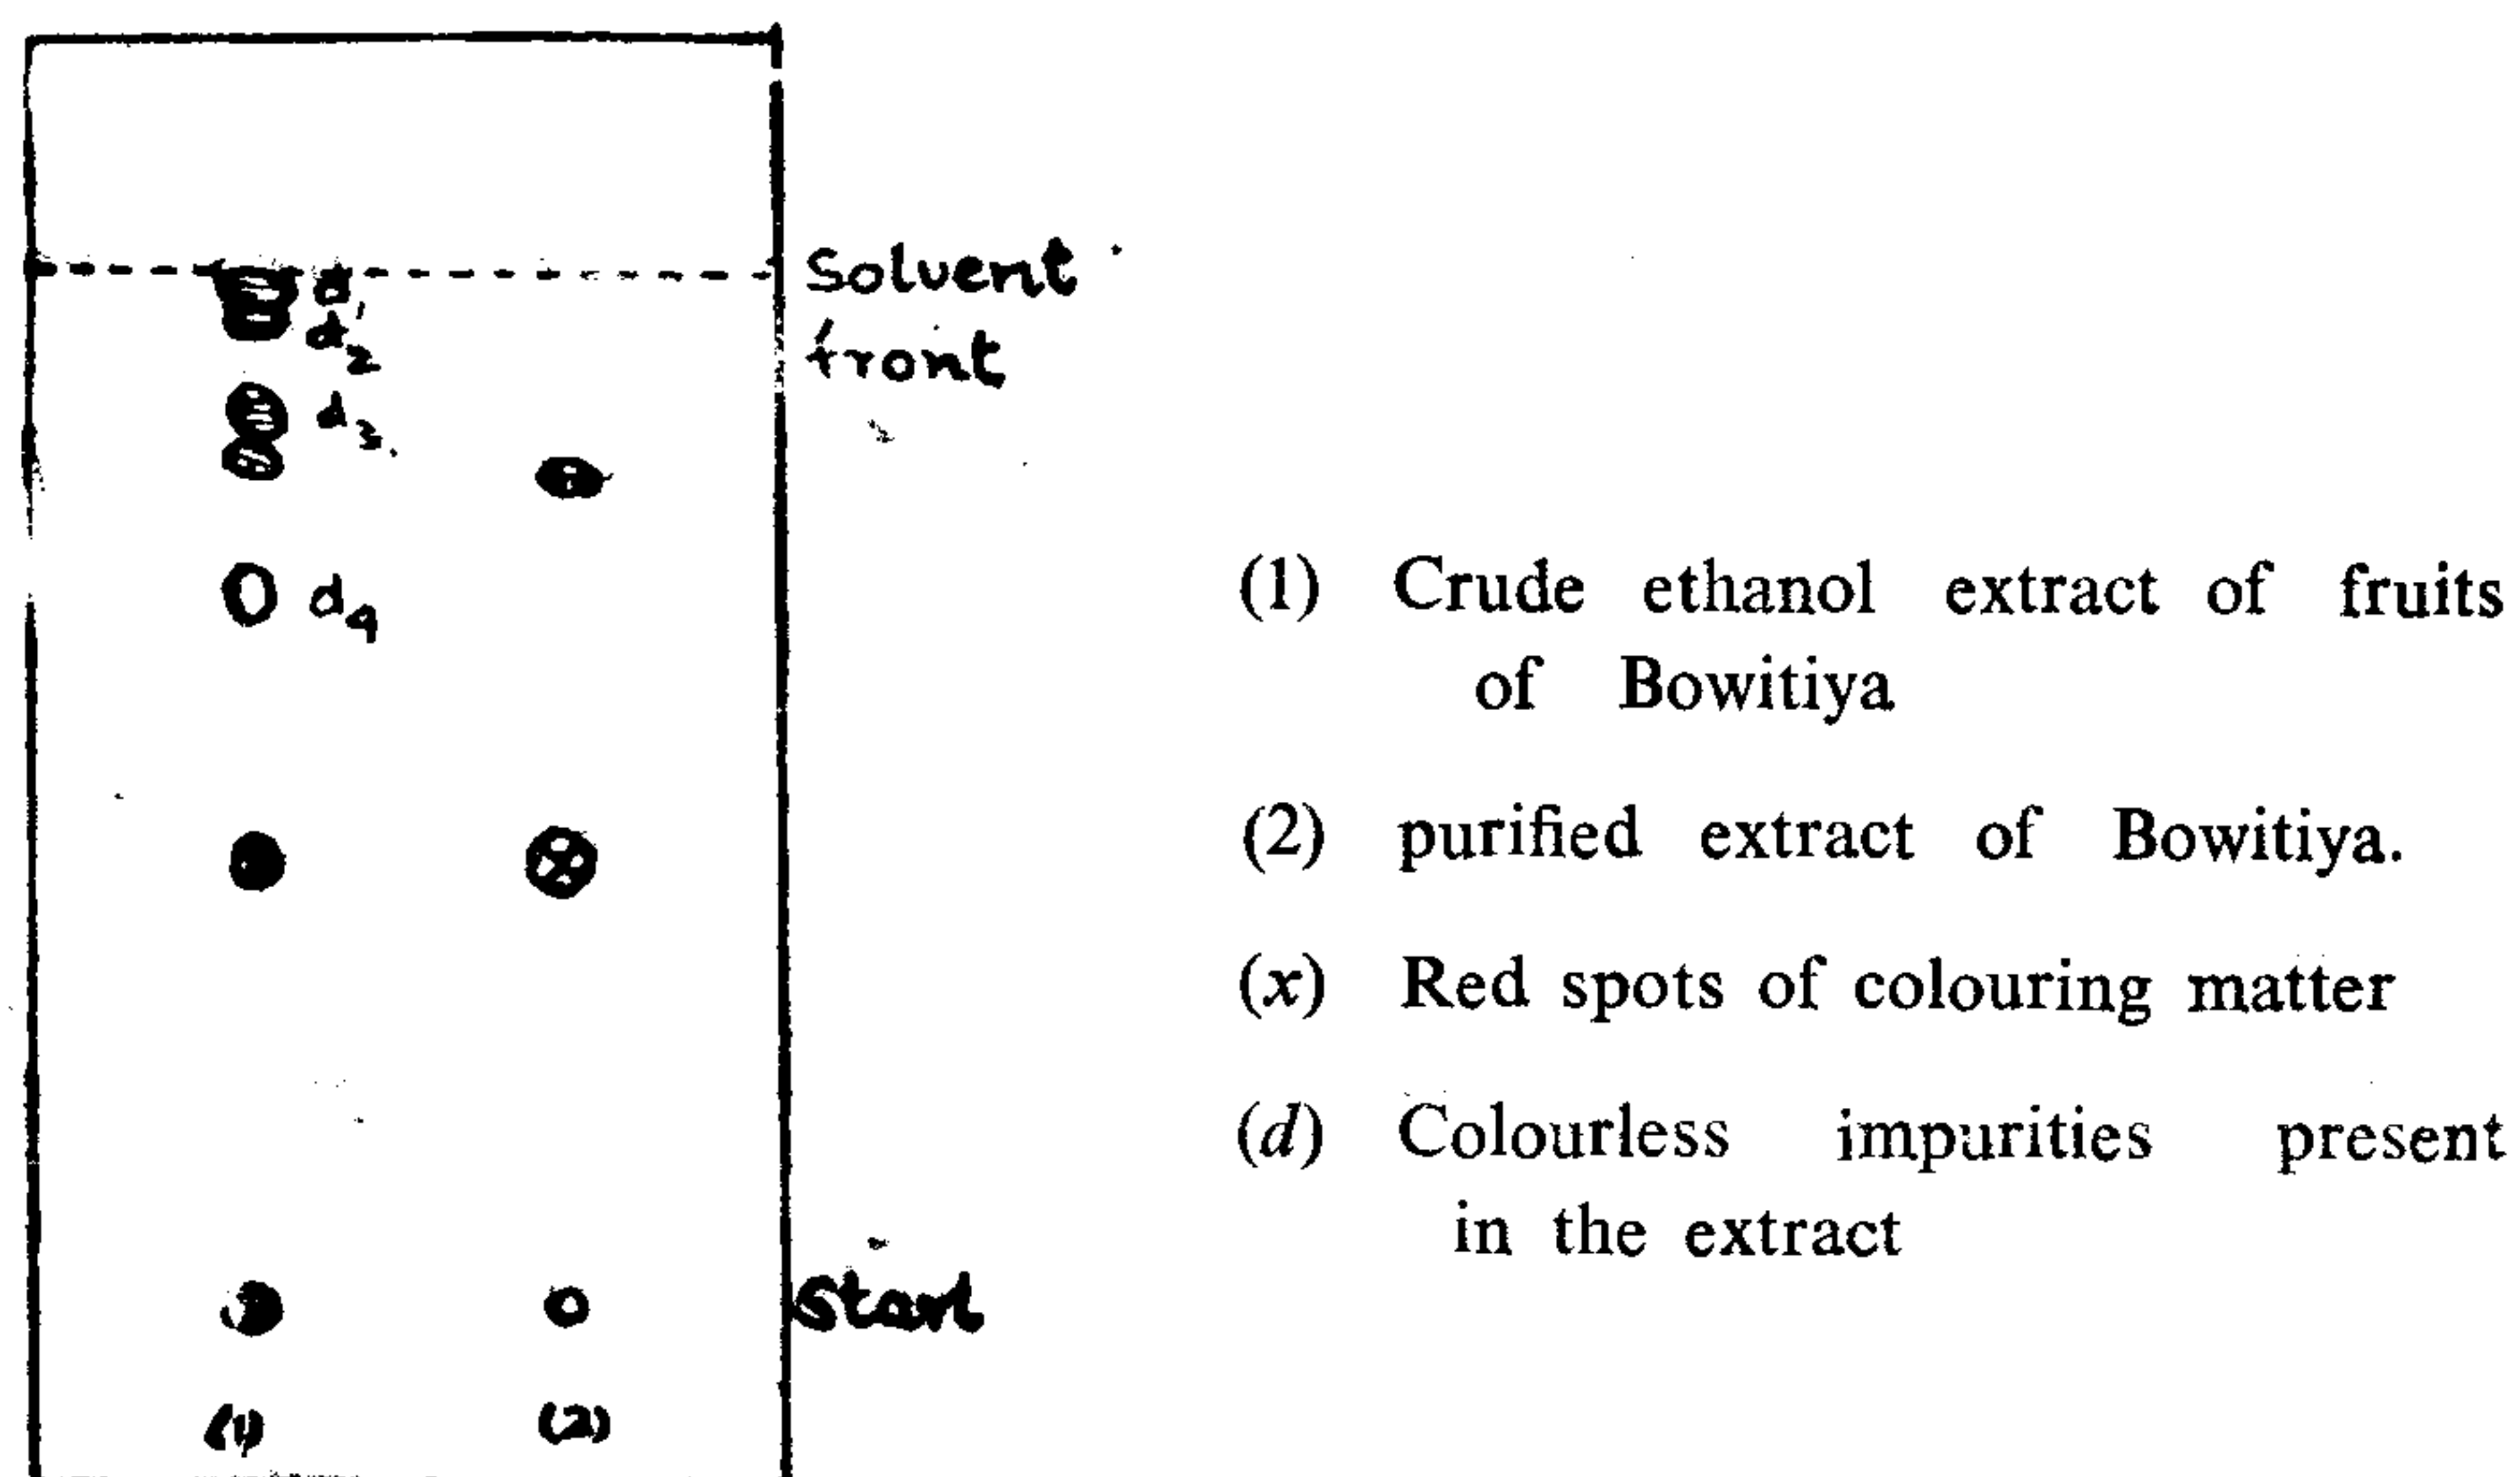 Solvent
front
d₁
d₂
d₃
d₄
Start
(1) (2)
(1) Crude ethanol extract of fruits
of Bowitiya
(2) purified extract of Bowitiya.
(x) Red spots of colouring matter
(d) Colourless impurities present
in the extract